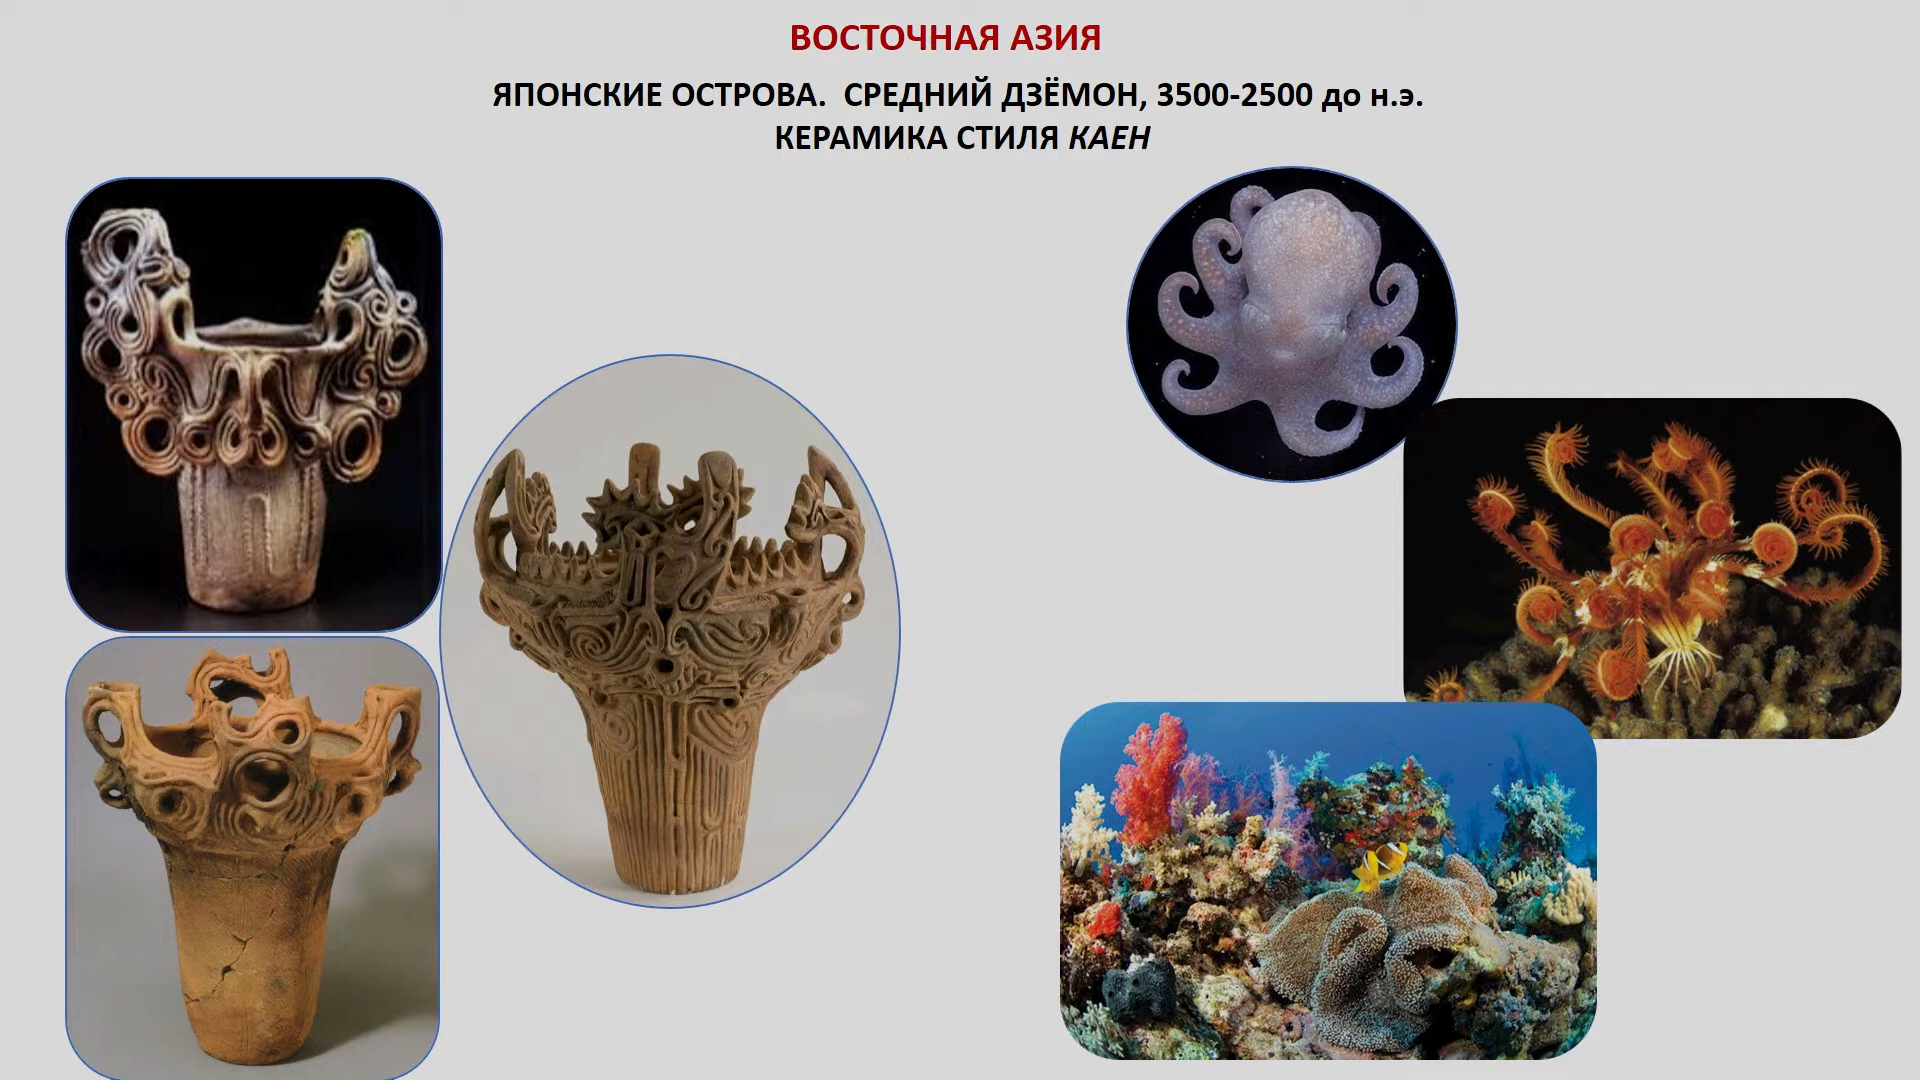 ВОСТОЧНАЯ АЗИЯ
ЯПОНСКИЕ ОСТРОВА. СРЕДНИЙ ДЗЁМОН, 3500-2500 до н.э.
КЕРАМИКА СТИЛЯ КАЕН